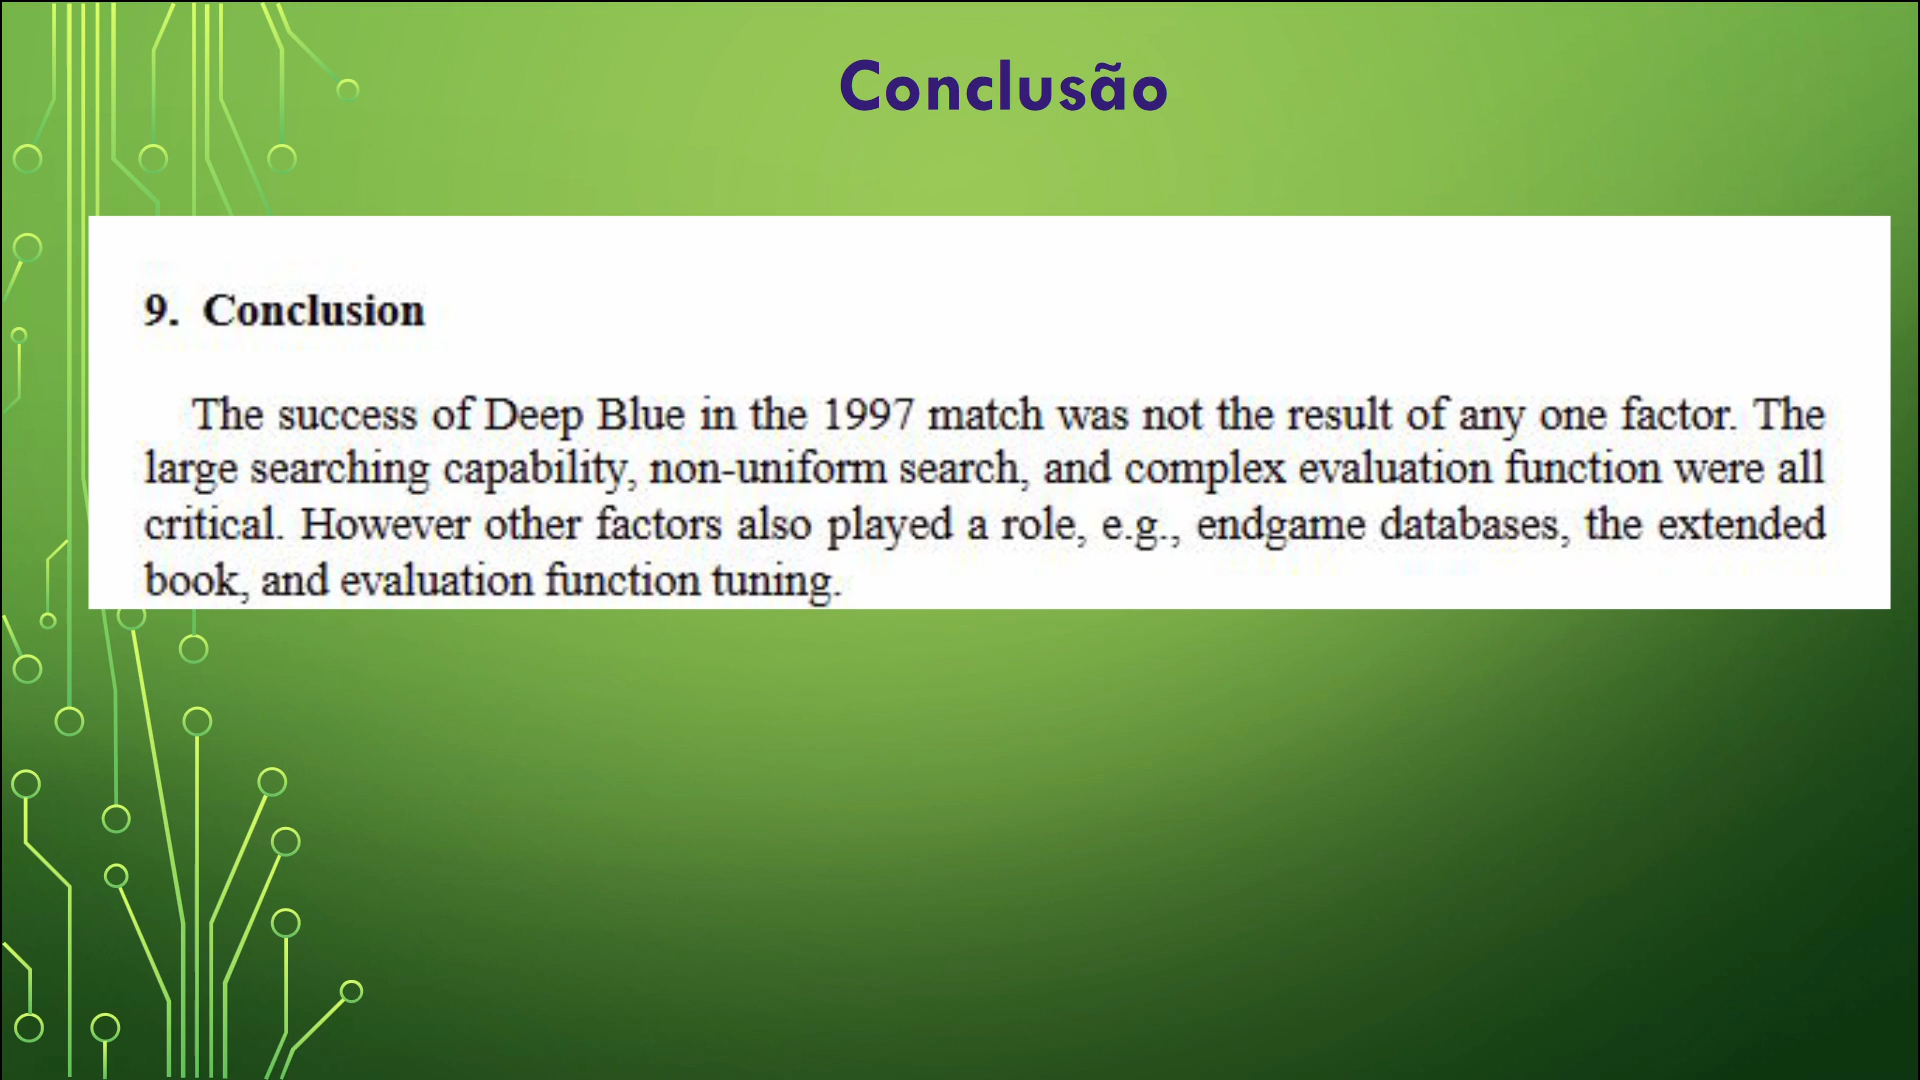 Conclusão
9. Conclusion
The success of Deep Blue in the 1997 match was not the result of any one factor. The
large searching capability, non-uniform search, and complex evaluation function were all
critical. However other factors also played a role, e.g., endgame databases, the extended
book, and evaluation function tuning.